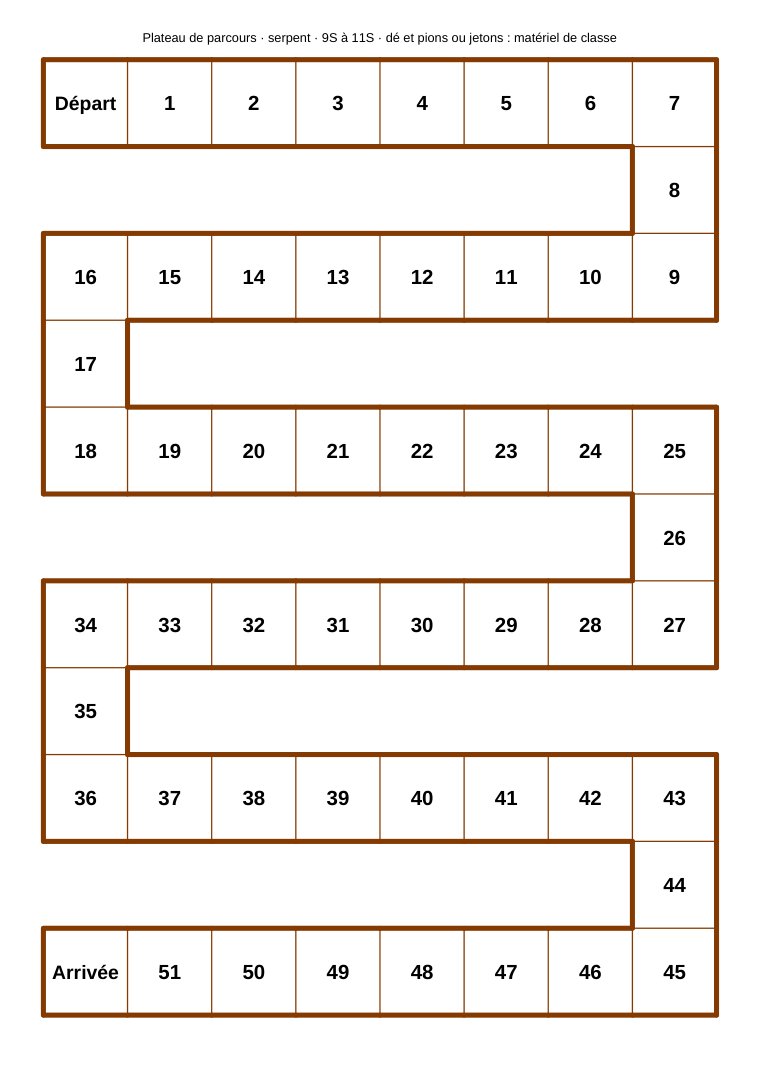 Plateau de parcours · serpent · 9S à 11S · dé et pions ou jetons : matériel de classe
Départ 1 2 3 4 5 6 7
8
16 15 14 13 12 11 10 9
17
18 19 20 21 22 23 24 25
26
34 33 32 31 30 29 28 27
35
36 37 38 39 40 41 42 43
44
Arrivée 51 50 49 48 47 46 45